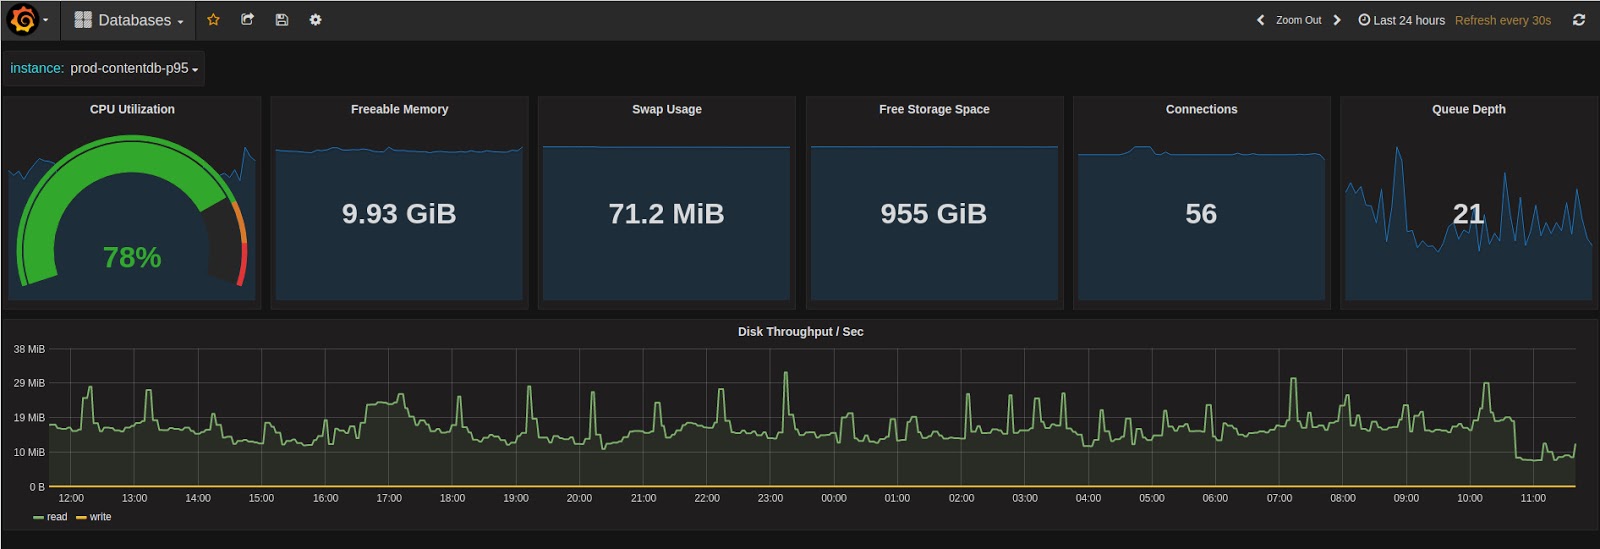 Databases Zoom Out Last 24 hours Refresh every 30s
instance: prod-contentdb-p95
CPU Utilization
78%
Freeable Memory
9.93 GiB
Swap Usage
71.2 MiB
Free Storage Space
955 GiB
Connections
56
Queue Depth
21
Disk Throughput / Sec
38 MiB
29 MiB
19 MiB
10 MiB
0 B
12:00 13:00 14:00 15:00 16:00 17:00 18:00 19:00 20:00 21:00 22:00 23:00 00:00 01:00 02:00 03:00 04:00 05:00 06:00 07:00 08:00 09:00 10:00 11:00
read write